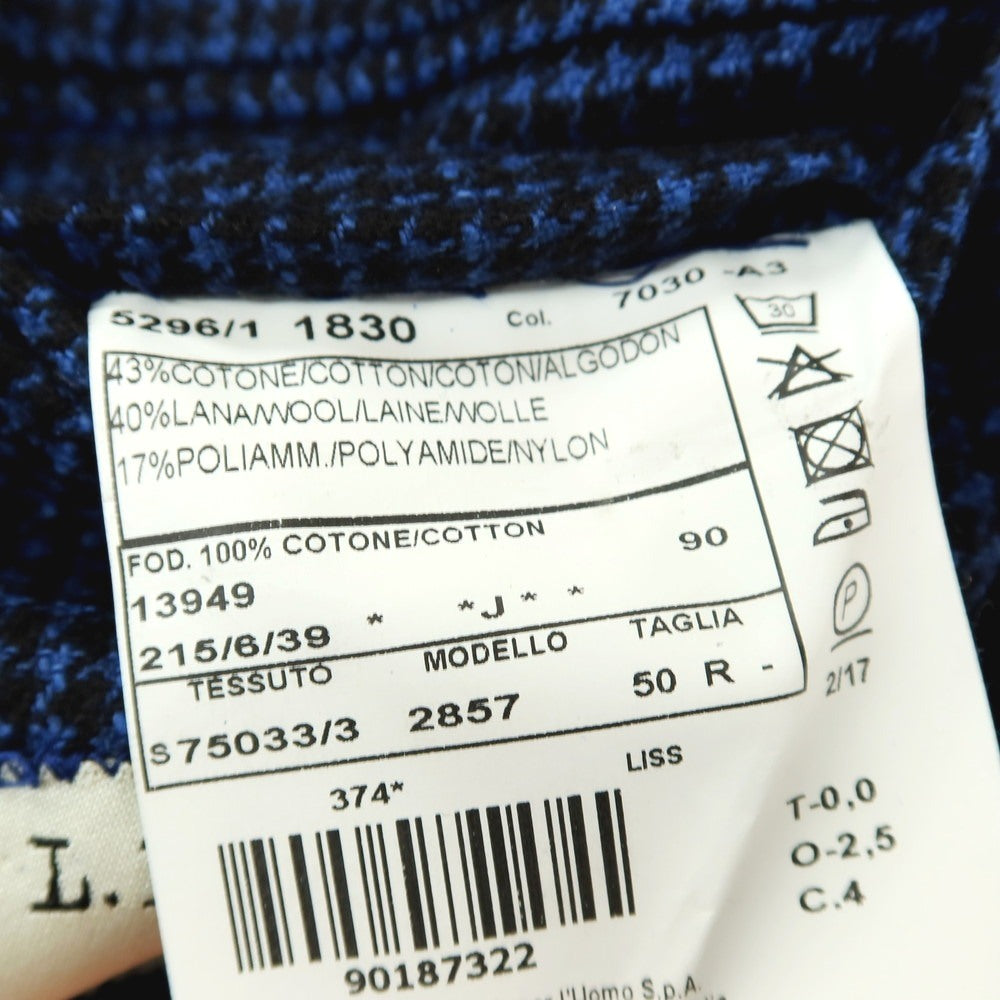 5296/1 1830 Col. 7030 -A3
30
43%COTONE/COTTON/COTON/ALGODON
40%LANA/WOOL/LAINE/WOLLE
17%POLIAMM./POLYAMIDE/NYLON
FOD. 100% COTONE/COTTON 90
13949
215/6/39 * *J * *
P
TESSUTO MODELLO TAGLIA
S75033/3 2857 50 R -
2/17
374* LISS
T-0,0
O-2,5
C.4
90187322
l'Uomo S.p.A.
L.